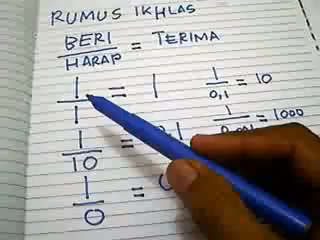 RUMUS IKHLAS
BERI/HARAP = TERIMA
1/1 = 1 1/0,1 = 10
1/10 = 0,1 = 1000
1/0 =